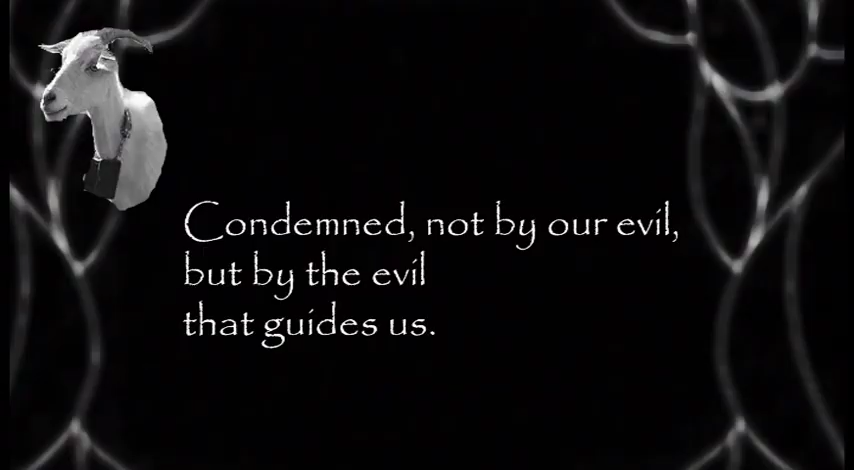 Condemned, not by our evil,
but by the evil
that guides us.